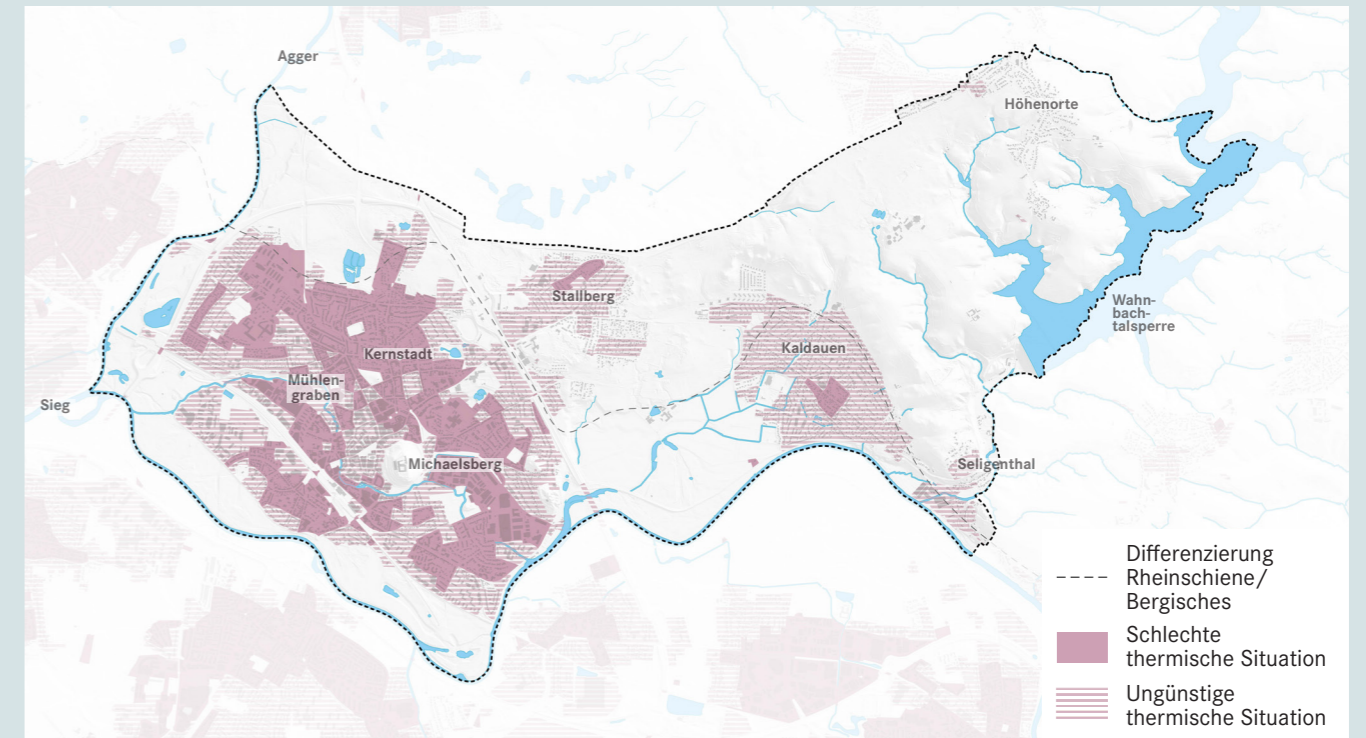 Agger
Höhenorte
Stallberg
Wahn-
bach-
talsperre
Kernstadt
Kaldauen
Mühlen-
graben
Sieg
Michaelsberg
Seligenthal
Differenzierung
Rheinschiene/
Bergisches
Schlechte
thermische Situation
Ungünstige
thermische Situation